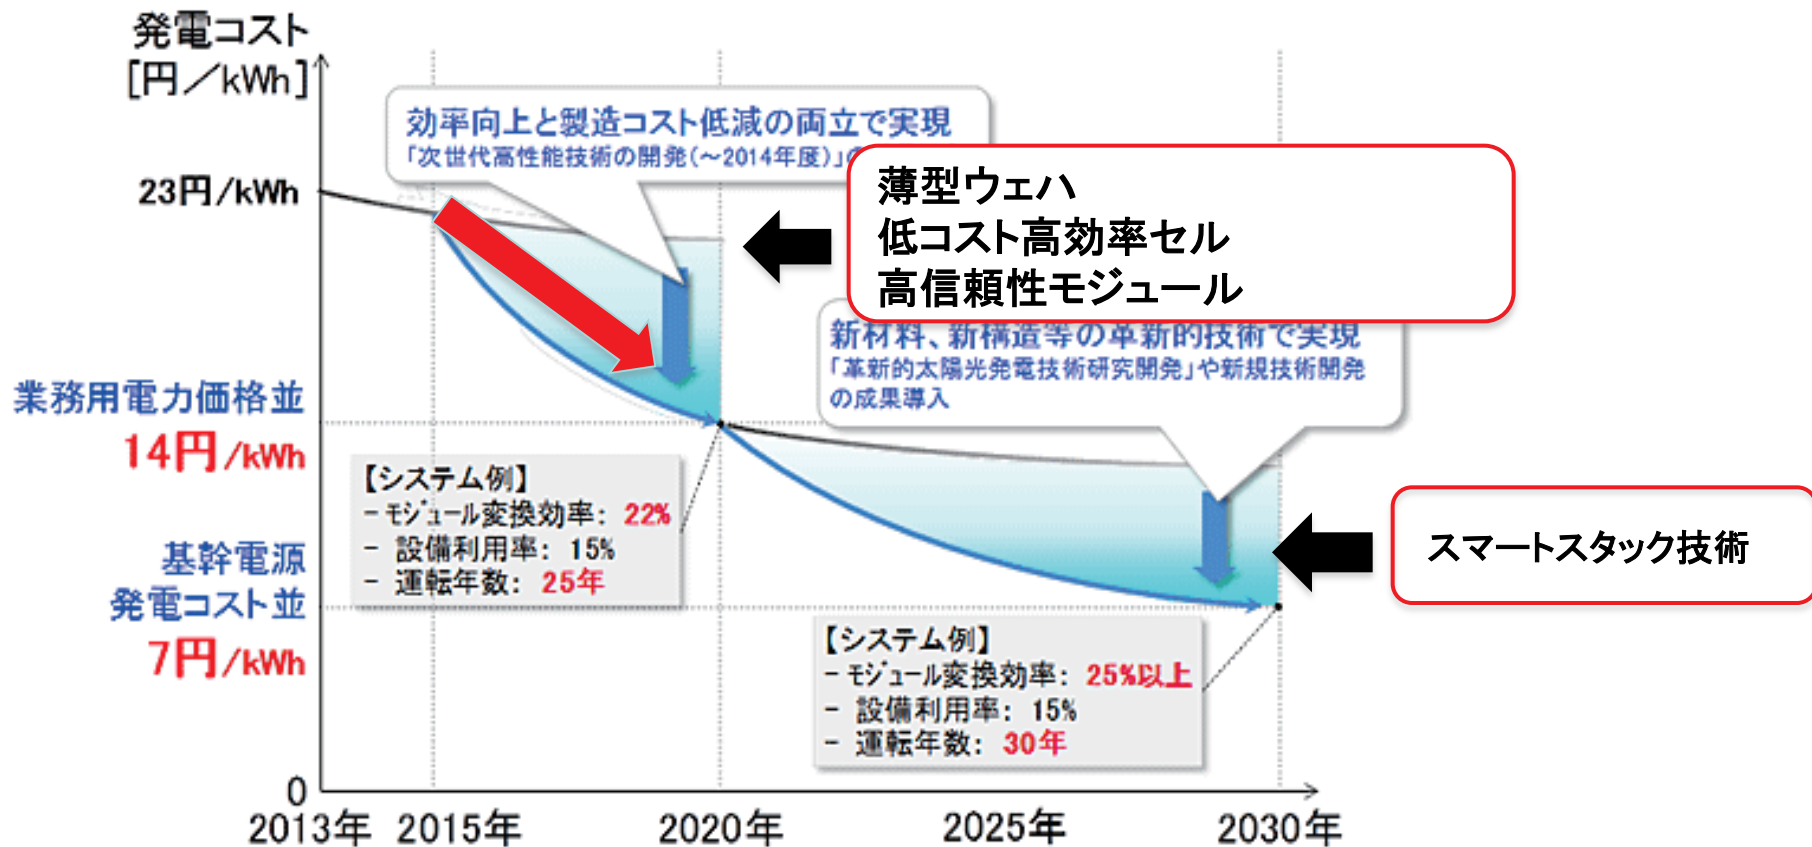 発電コスト
[円／kWh]
効率向上と製造コスト低減の両立で実現
「次世代高性能技術の開発(～2014年度)」の
薄型ウェハ
低コスト高効率セル
高信頼性モジュール
23円/kWh
新材料、新構造等の革新的技術で実現
「革新的太陽光発電技術研究開発」や新規技術開発
の成果導入
業務用電力価格並
14円/kWh
【システム例】
- モジュール変換効率： 22%
- 設備利用率： 15%
- 運転年数： 25年
スマートスタック技術
基幹電源
発電コスト並
7円/kWh
【システム例】
- モジュール変換効率： 25%以上
- 設備利用率： 15%
- 運転年数： 30年
0
2013年 2015年 2020年 2025年 2030年